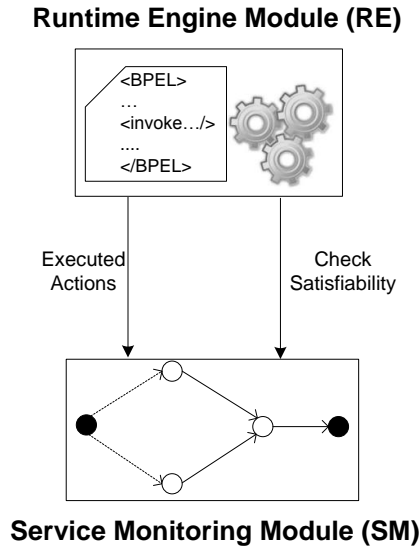 Runtime Engine Module (RE)
<BPEL>
…
<invoke…/>
....
</BPEL>
Executed
Actions
Check
Satisfiability
Service Monitoring Module (SM)